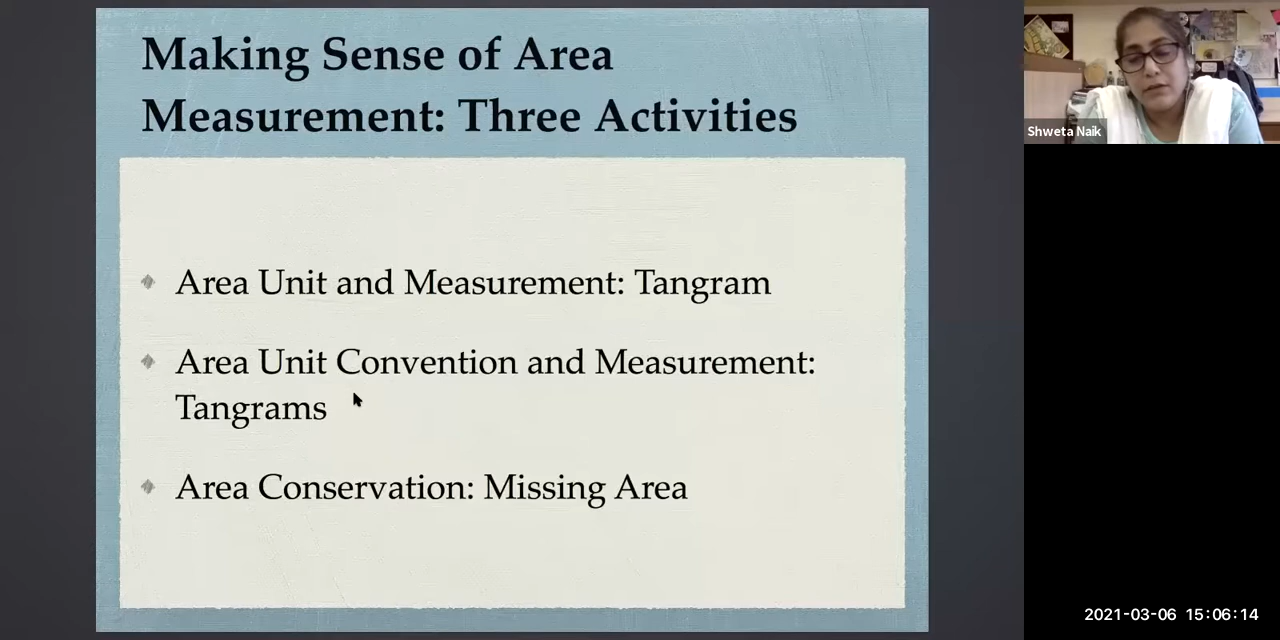 Making Sense of Area
Measurement: Three Activities
Area Unit and Measurement: Tangram
Area Unit Convention and Measurement:
Tangrams
Area Conservation: Missing Area
Shweta Naik
2021-03-06 15:06:14